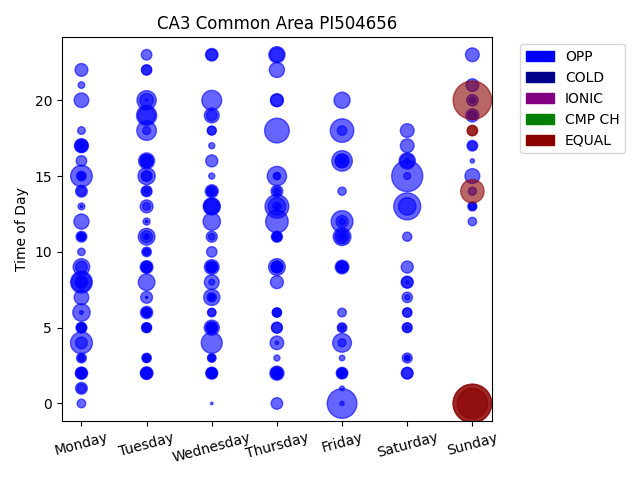 CA3 Common Area PI504656
Time of Day
20
15
10
5
0
Monday
Tuesday
Wednesday
Thursday
Friday
Saturday
Sunday
OPP
COLD
IONIC
CMP CH
EQUAL